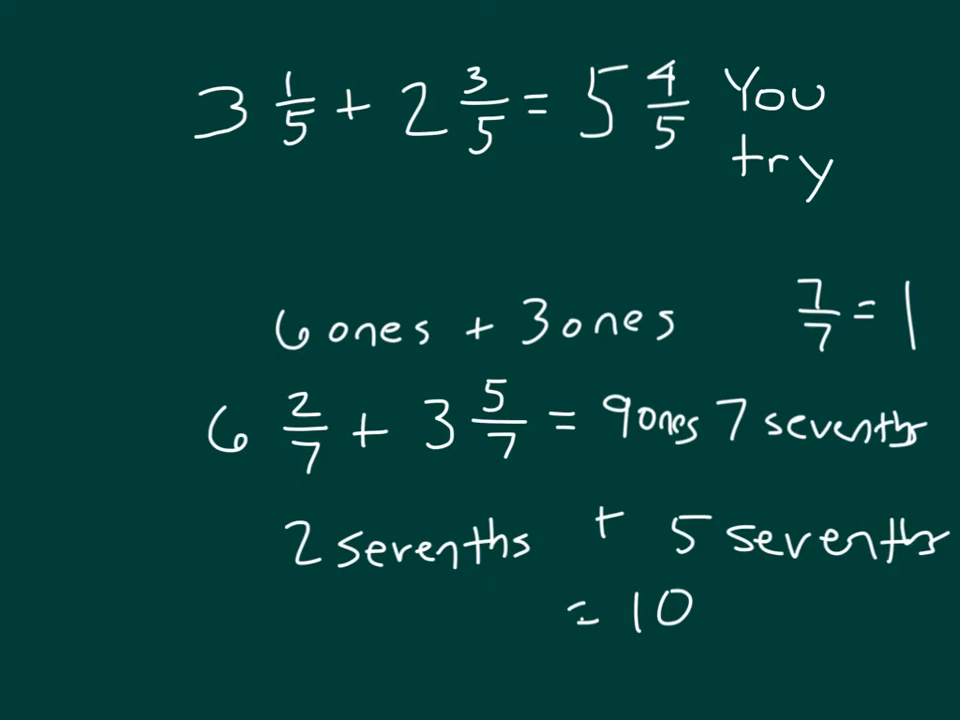 3 1/5 + 2 3/5 = 5 4/5 You
try
6 ones + 3 ones 7/7 = 1
6 2/7 + 3 5/7 = 9 ones 7 sevenths
2 sevenths + 5 sevenths
= 10